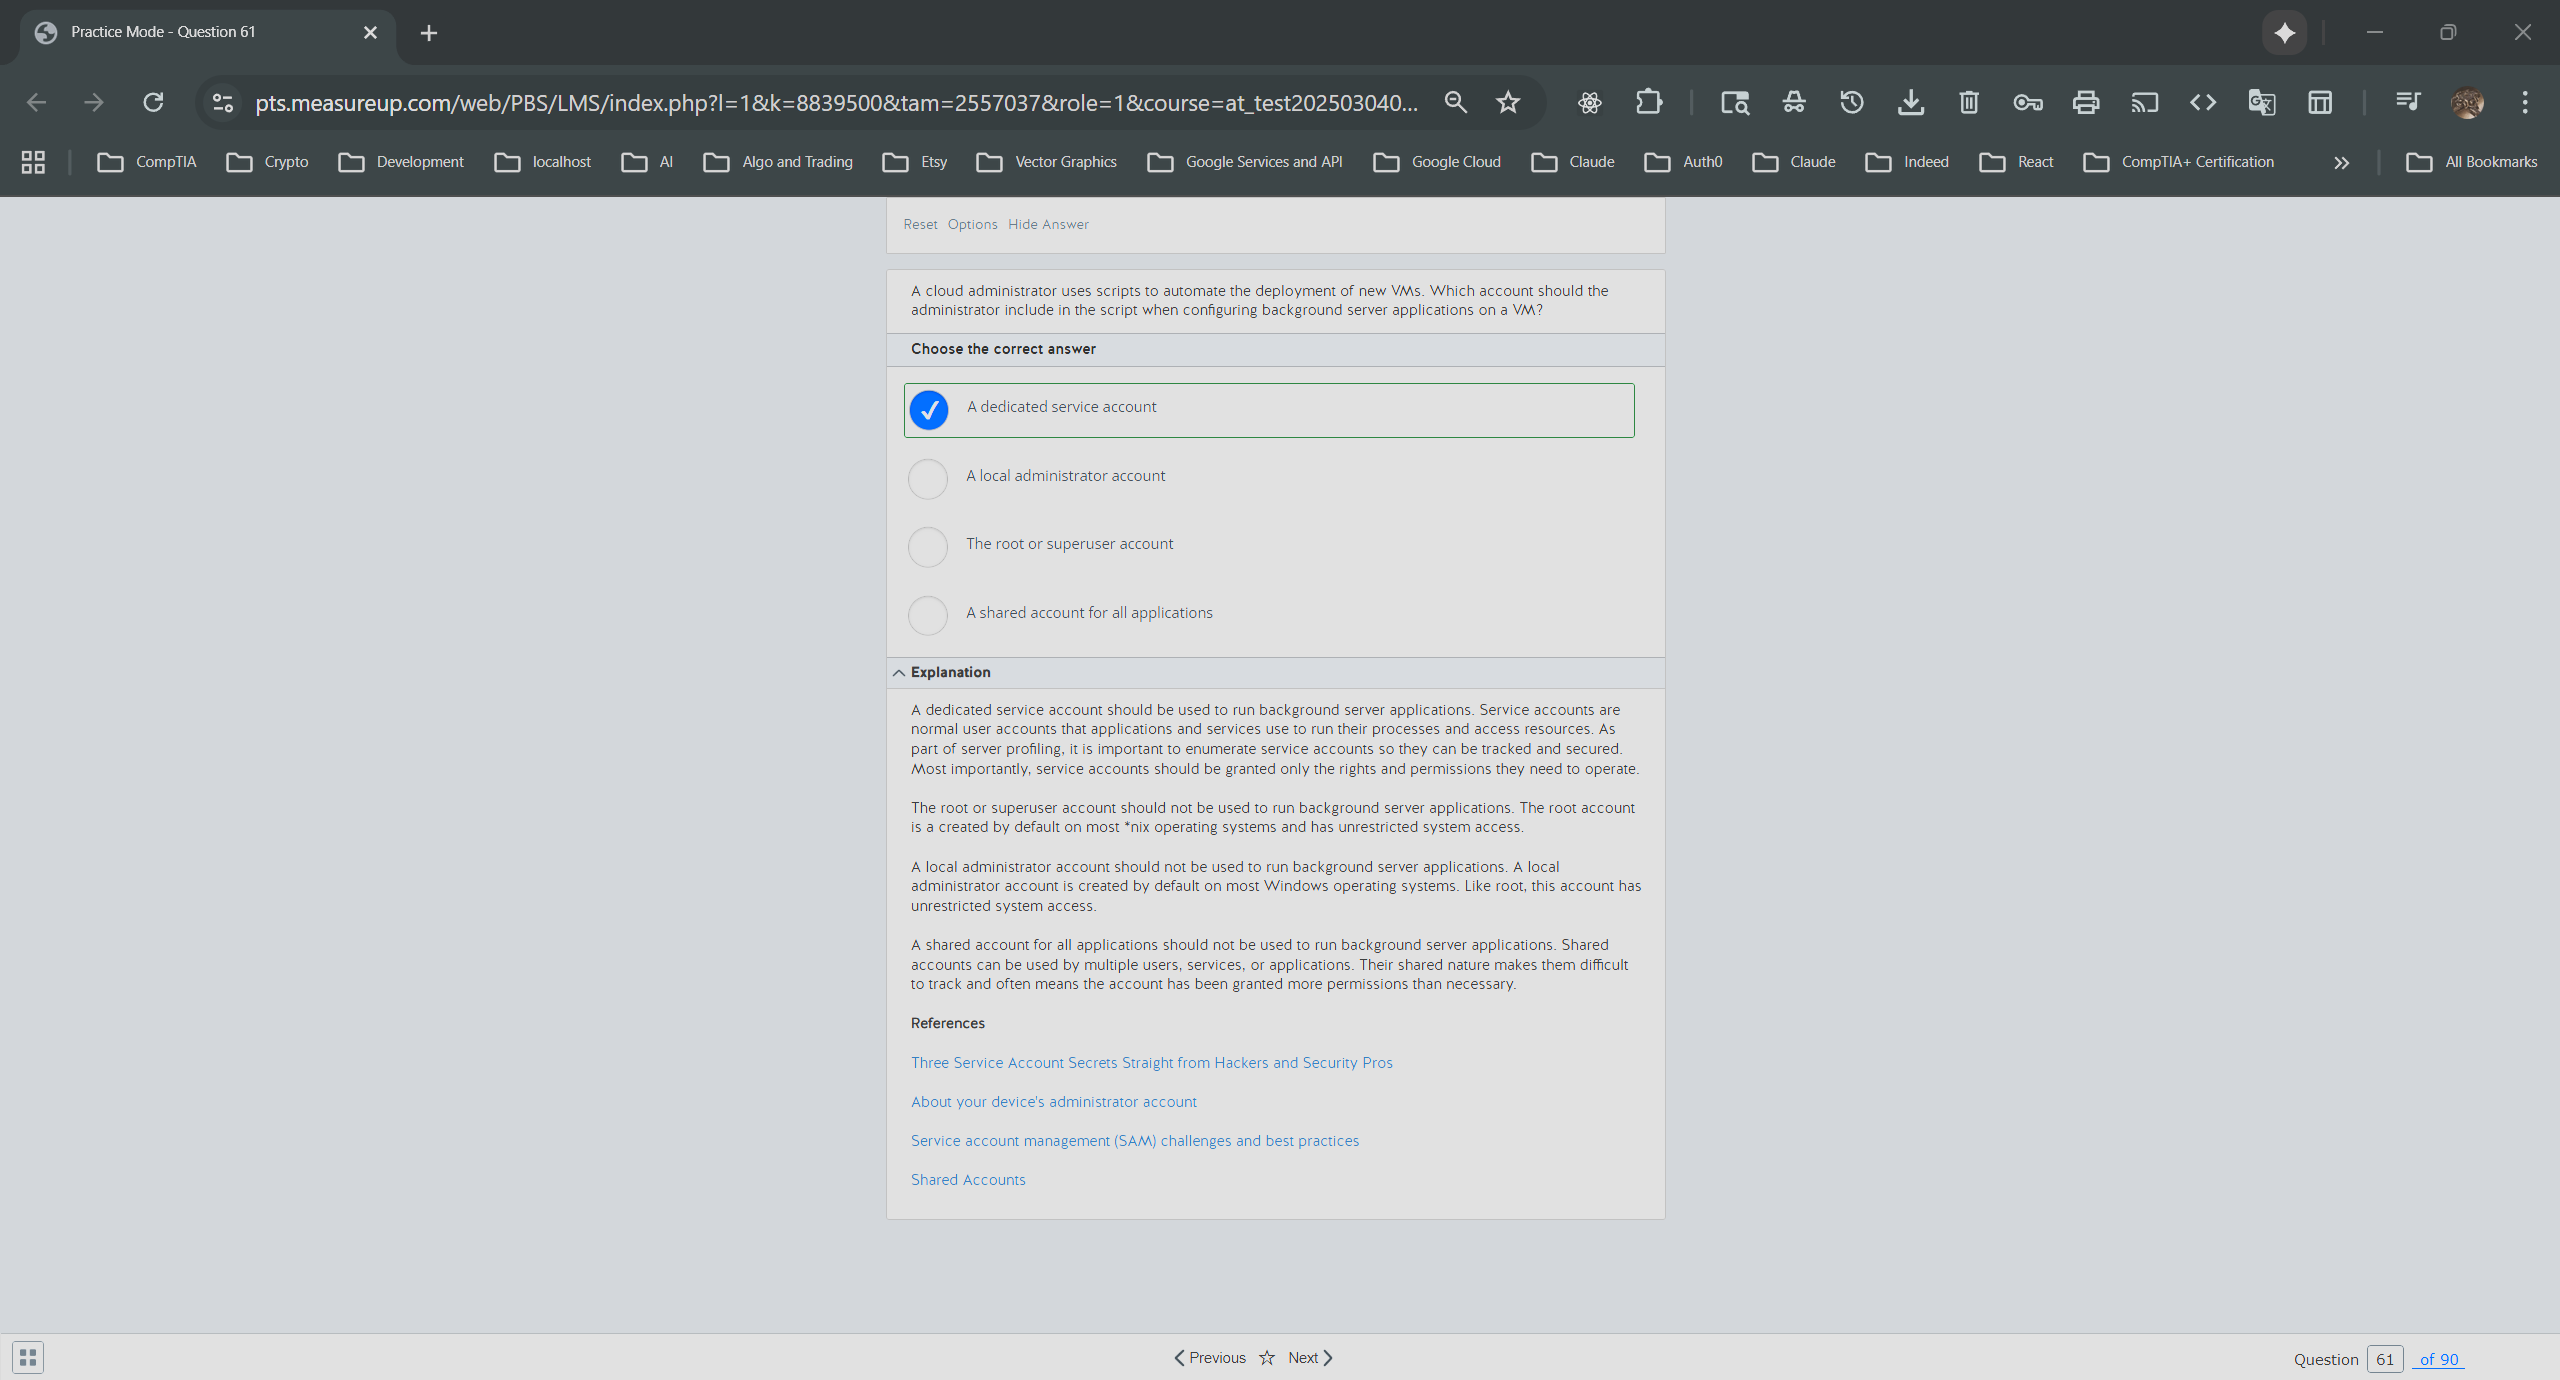 Practice Mode - Question 61
pts.measureup.com/web/PBS/LMS/index.php?l=1&k=8839500&tam=2557037&role=1&course=at_test202503040...
CompTIA Crypto Development localhost AI Algo and Trading Etsy Vector Graphics Google Services and API Google Cloud Claude Auth0 Claude Indeed React CompTIA+ Certification » All Bookmarks
Reset Options Hide Answer
A cloud administrator uses scripts to automate the deployment of new VMs. Which account should the
administrator include in the script when configuring background server applications on a VM?
Choose the correct answer
A dedicated service account
A local administrator account
The root or superuser account
A shared account for all applications
Explanation
A dedicated service account should be used to run background server applications. Service accounts are
normal user accounts that applications and services use to run their processes and access resources. As
part of server profiling, it is important to enumerate service accounts so they can be tracked and secured.
Most importantly, service accounts should be granted only the rights and permissions they need to operate.
The root or superuser account should not be used to run background server applications. The root account
is a created by default on most *nix operating systems and has unrestricted system access.
A local administrator account should not be used to run background server applications. A local
administrator account is created by default on most Windows operating systems. Like root, this account has
unrestricted system access.
A shared account for all applications should not be used to run background server applications. Shared
accounts can be used by multiple users, services, or applications. Their shared nature makes them difficult
to track and often means the account has been granted more permissions than necessary.
References
Three Service Account Secrets Straight from Hackers and Security Pros
About your device's administrator account
Service account management (SAM) challenges and best practices
Shared Accounts
Previous Next
Question 61 of 90